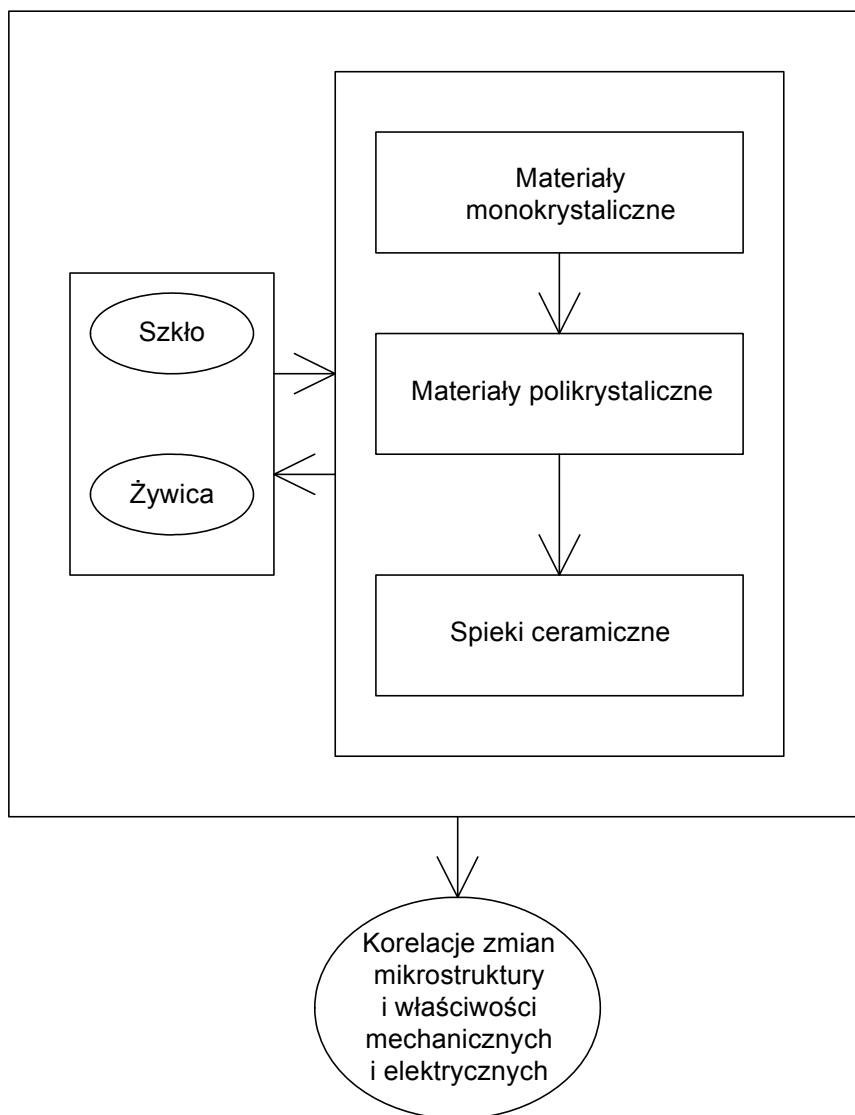 Materiały
monokrystaliczne
Szkło
Materiały polikrystaliczne
Żywica
Spieki ceramiczne
Korelacje zmian
mikrostruktury
i właściwości
mechanicznych
i elektrycznych